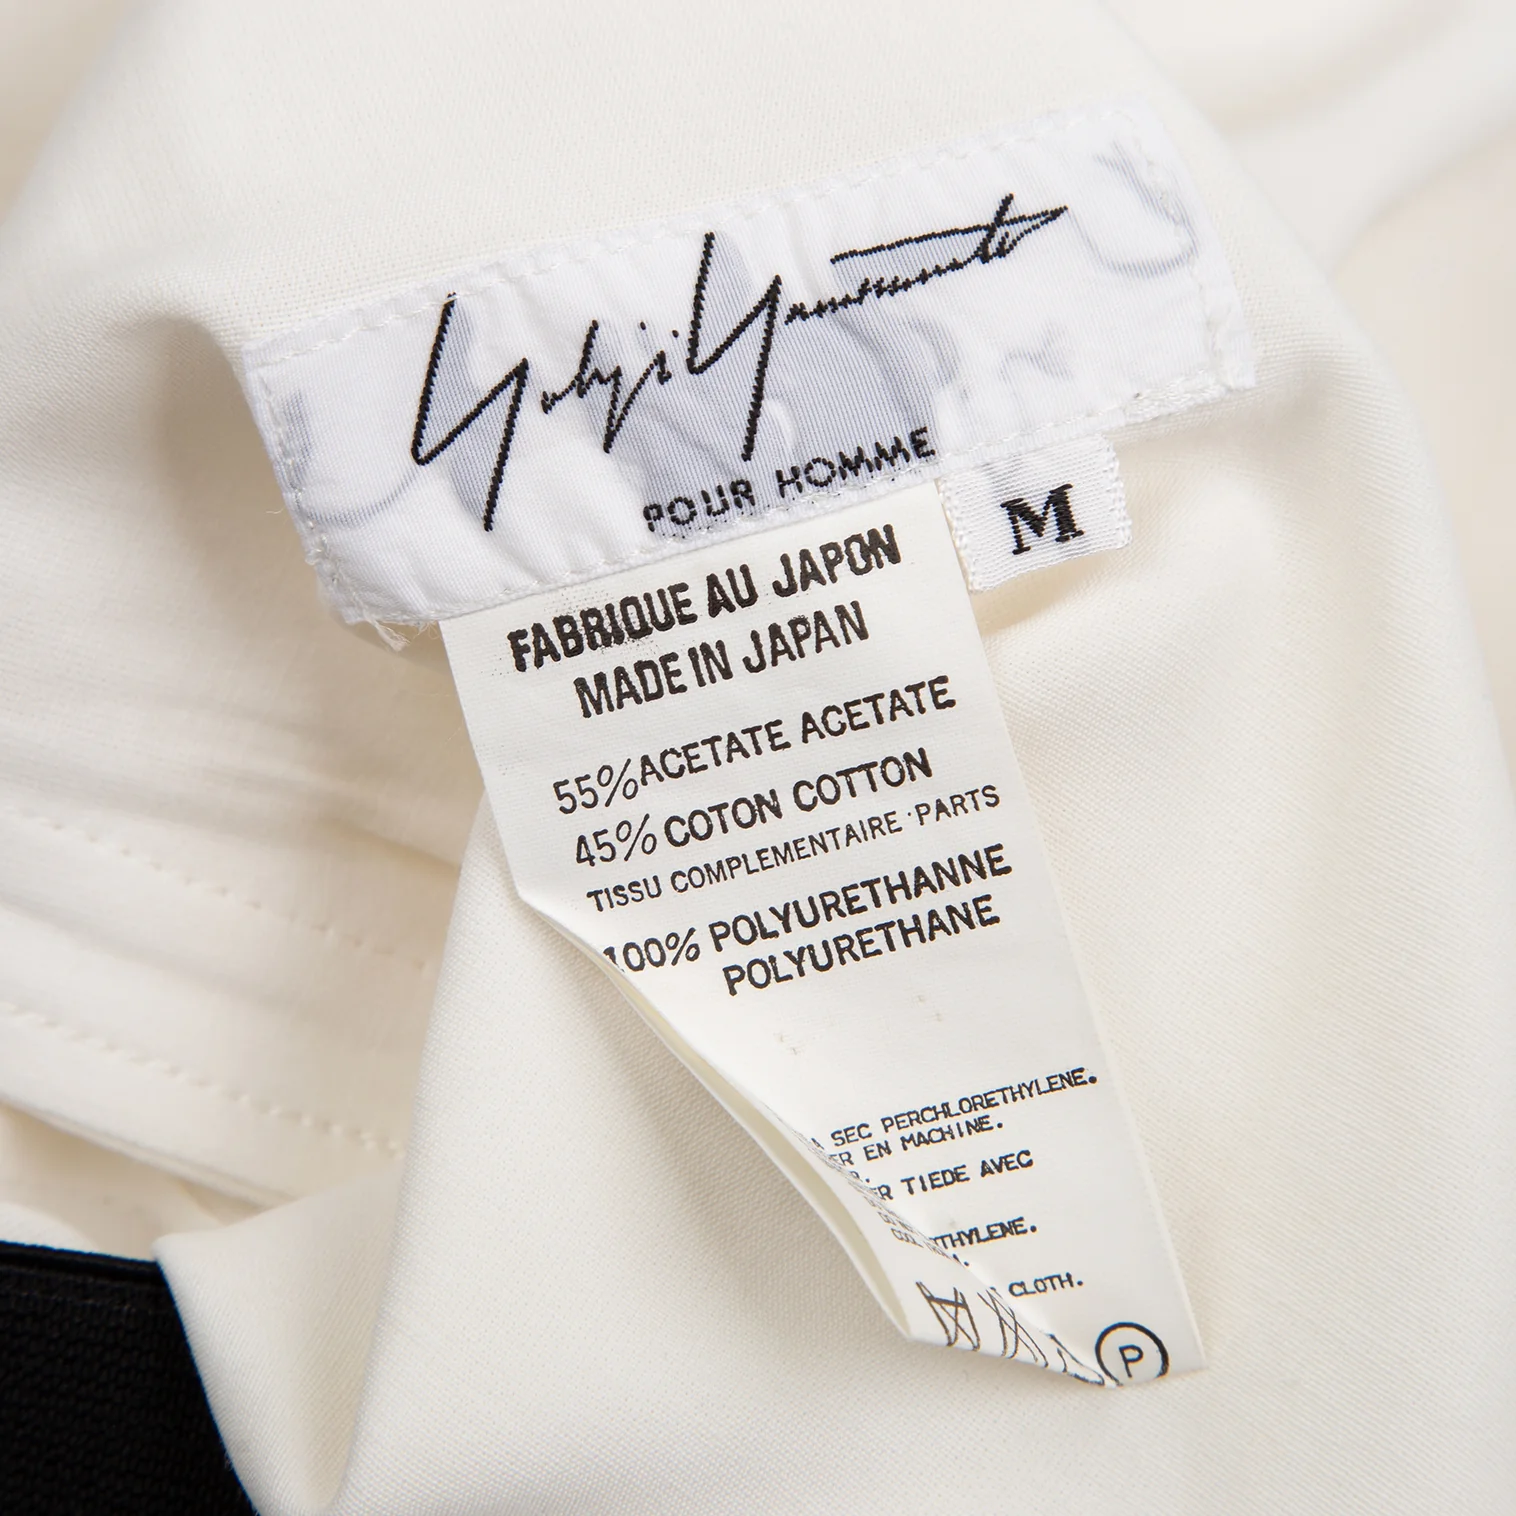 Yohji Yamamoto
POUR HOMME
M
FABRIQUE AU JAPON
MADE IN JAPAN
55% ACETATE ACETATE
45% COTON COTTON
TISSU COMPLEMENTAIRE·PARTS
100% POLYURETHANNE
POLYURETHANE
SEC PERCHLORETHYLENE.
EN MACHINE.
TIEDE AVEC
CLOTH.
P